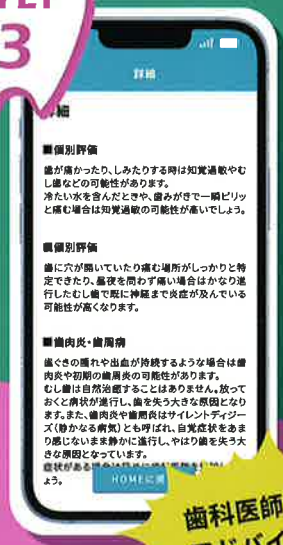 3
詳細
詳細
■個別評価
歯が痛かったり、しみたりする時は知覚過敏やむ
し歯などの可能性があります。
冷たい水を含んだときや、歯みがきで一瞬ピリッ
と痛む場合は知覚過敏の可能性が高いでしょう。
■個別評価
歯に穴が開いていたり痛む場所がしっかりと特
定できたり、昼夜を問わず痛い場合はかなり進
行したむし歯で既に神経まで炎症が及んでいる
可能性が高くなります。
■歯肉炎・歯周病
歯ぐきの腫れや出血が持続するような場合は歯
肉炎や初期の歯周炎の可能性があります。
むし歯は自然治癒することはありません。放って
おくと病状が進行し、歯を失う大きな原因となり
ます。また、歯肉炎や歯周炎はサイレントディジー
ズ(静かなる病気)とも呼ばれ、自覚症状をあま
り感じないまま静かに進行し、やはり歯を失う大
きな原因となっています。
症状がある場合は
ょう。
HOMEに戻
歯科医師